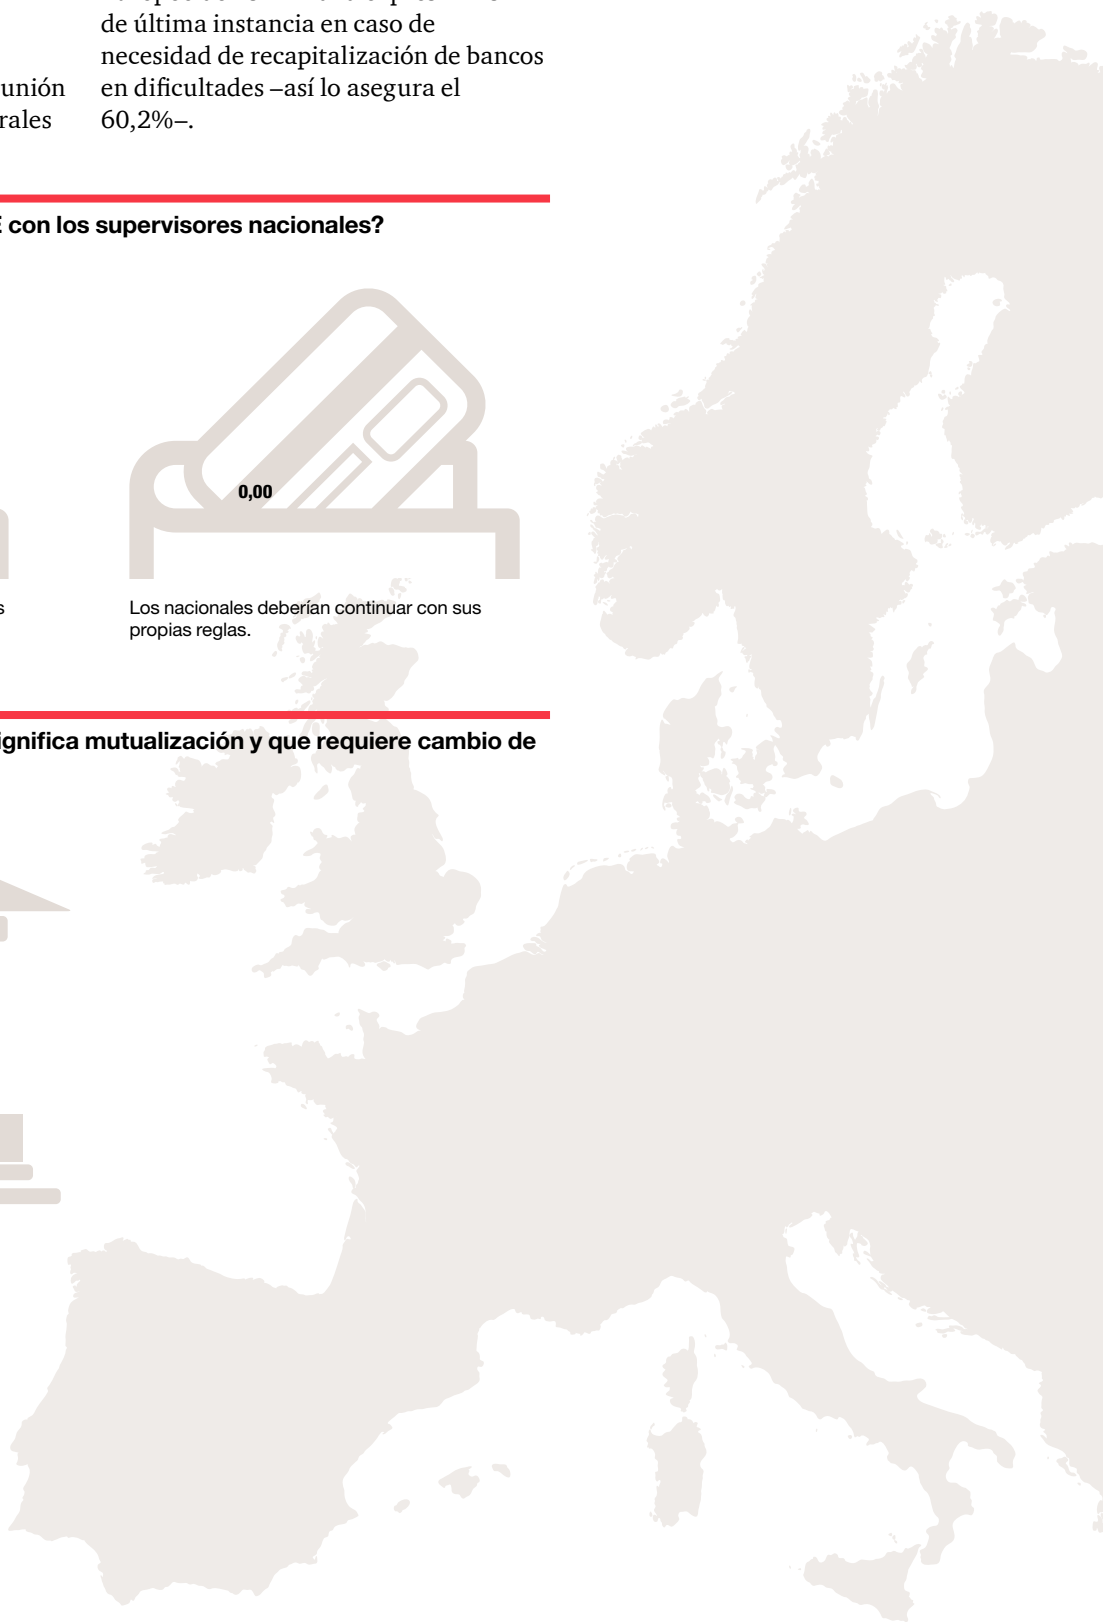 de última instancia en caso de
necesidad de recapitalización de bancos
en dificultades –así lo asegura el
60,2%–.
unión
rales
con los supervisores nacionales?
0,00
s
Los nacionales deberían continuar con sus
propias reglas.
ignifica mutualización y que requiere cambio de